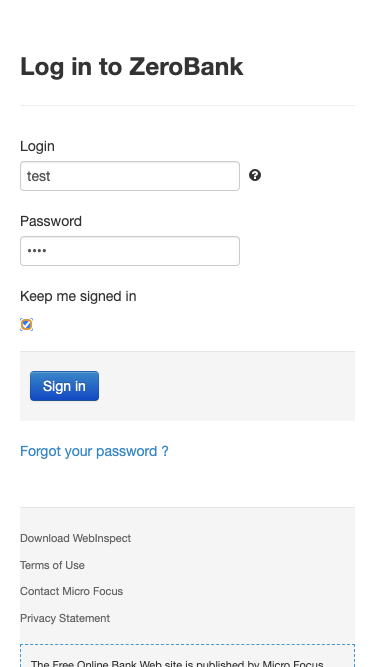 Log in to ZeroBank
Login
test
?
Password
••••
Keep me signed in
Sign in
Forgot your password ?
Download WebInspect
Terms of Use
Contact Micro Focus
Privacy Statement
The Free Online Bank Web site is published by Micro Focus